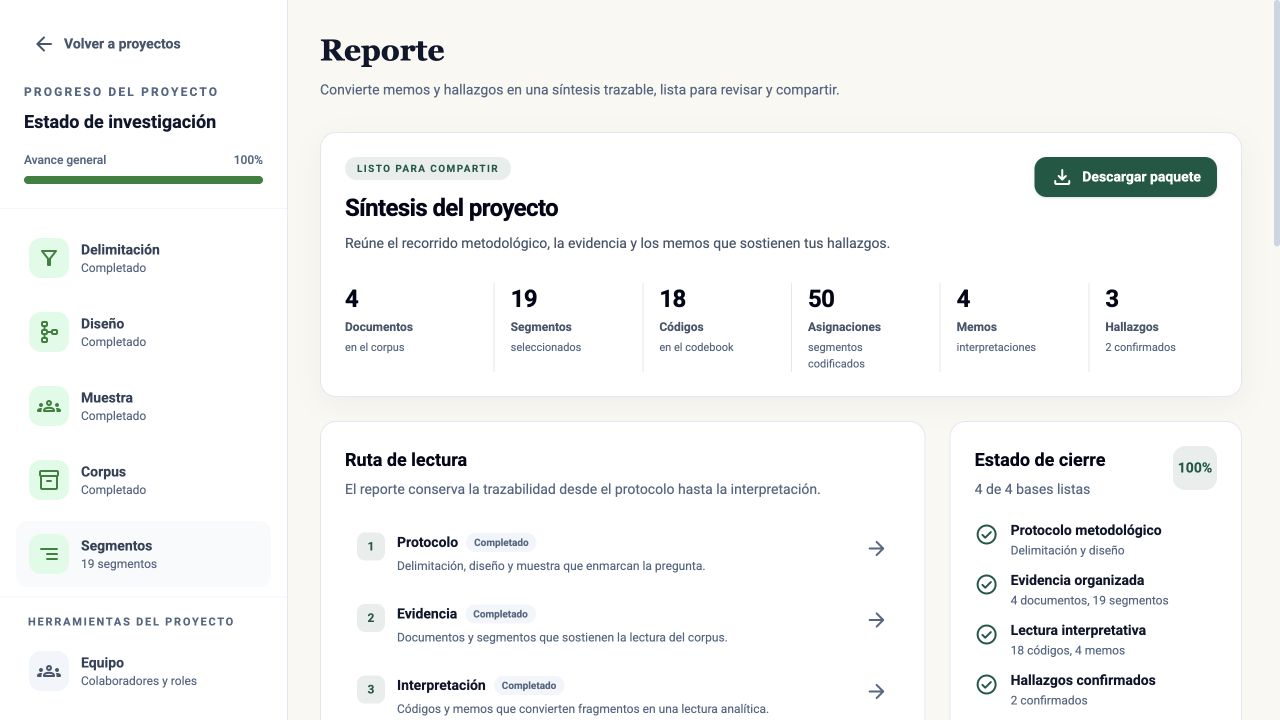 Volver a proyectos
PROGRESO DEL PROYECTO
Estado de investigación
Avance general 100%
Delimitación
Completado
Diseño
Completado
Muestra
Completado
Corpus
Completado
Segmentos
19 segmentos
HERRAMIENTAS DEL PROYECTO
Equipo
Colaboradores y roles
Reporte
Convierte memos y hallazgos en una síntesis trazable, lista para revisar y compartir.
LISTO PARA COMPARTIR
Descargar paquete
Síntesis del proyecto
Reúne el recorrido metodológico, la evidencia y los memos que sostienen tus hallazgos.
4
Documentos
en el corpus
19
Segmentos
seleccionados
18
Códigos
en el codebook
50
Asignaciones
segmentos
codificados
4
Memos
interpretaciones
3
Hallazgos
2 confirmados
Ruta de lectura
El reporte conserva la trazabilidad desde el protocolo hasta la interpretación.
1 Protocolo Completado
Delimitación, diseño y muestra que enmarcan la pregunta.
2 Evidencia Completado
Documentos y segmentos que sostienen la lectura del corpus.
3 Interpretación Completado
Códigos y memos que convierten fragmentos en una lectura analítica.
Estado de cierre
100%
4 de 4 bases listas
Protocolo metodológico
Delimitación y diseño
Evidencia organizada
4 documentos, 19 segmentos
Lectura interpretativa
18 códigos, 4 memos
Hallazgos confirmados
2 confirmados